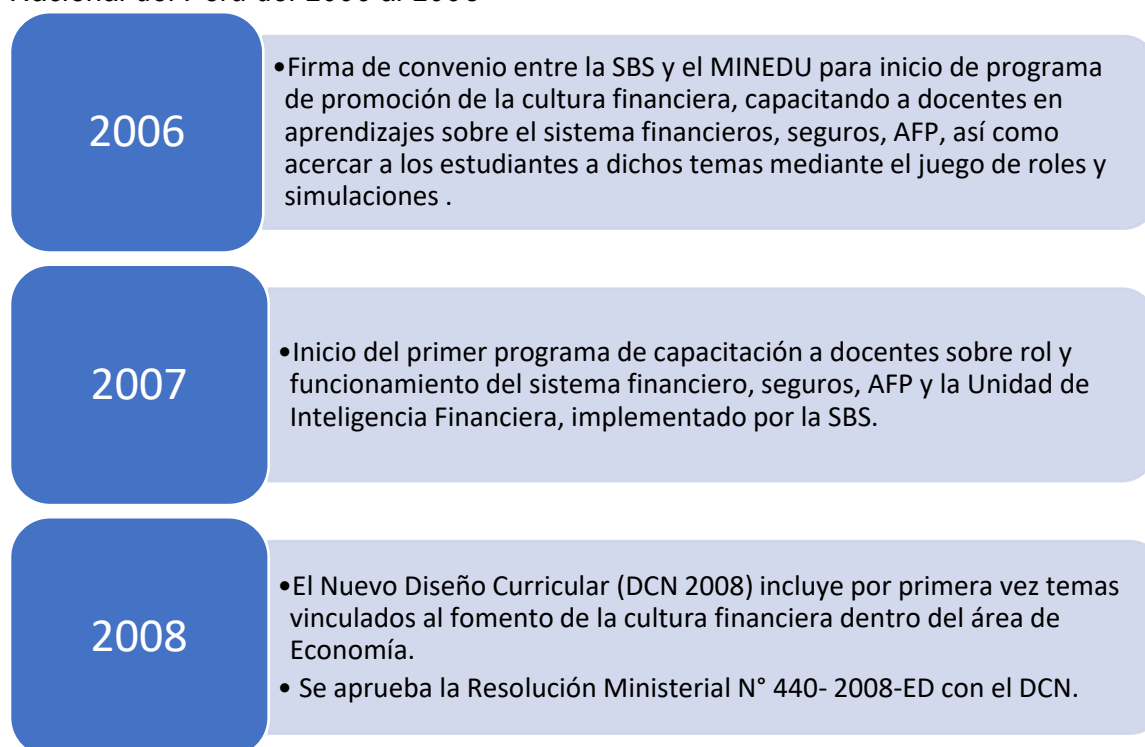 2006
•Firma de convenio entre la SBS y el MINEDU para inicio de programa
de promoción de la cultura financiera, capacitando a docentes en
aprendizajes sobre el sistema financieros, seguros, AFP, así como
acercar a los estudiantes a dichos temas mediante el juego de roles y
simulaciones .
2007
•Inicio del primer programa de capacitación a docentes sobre rol y
funcionamiento del sistema financiero, seguros, AFP y la Unidad de
Inteligencia Financiera, implementado por la SBS.
2008
•El Nuevo Diseño Curricular (DCN 2008) incluye por primera vez temas
vinculados al fomento de la cultura financiera dentro del área de
Economía.
• Se aprueba la Resolución Ministerial N° 440- 2008-ED con el DCN.